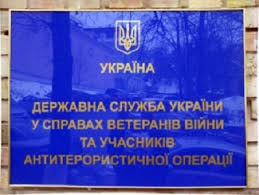 УКРАЇНА
ДЕРЖАВНА СЛУЖБА УКРАЇНИ
У СПРАВАХ ВЕТЕРАНІВ ВІЙНИ
ТА УЧАСНИКІВ
АНТИТЕРОРИСТИЧНОЇ ОПЕРАЦІЇ